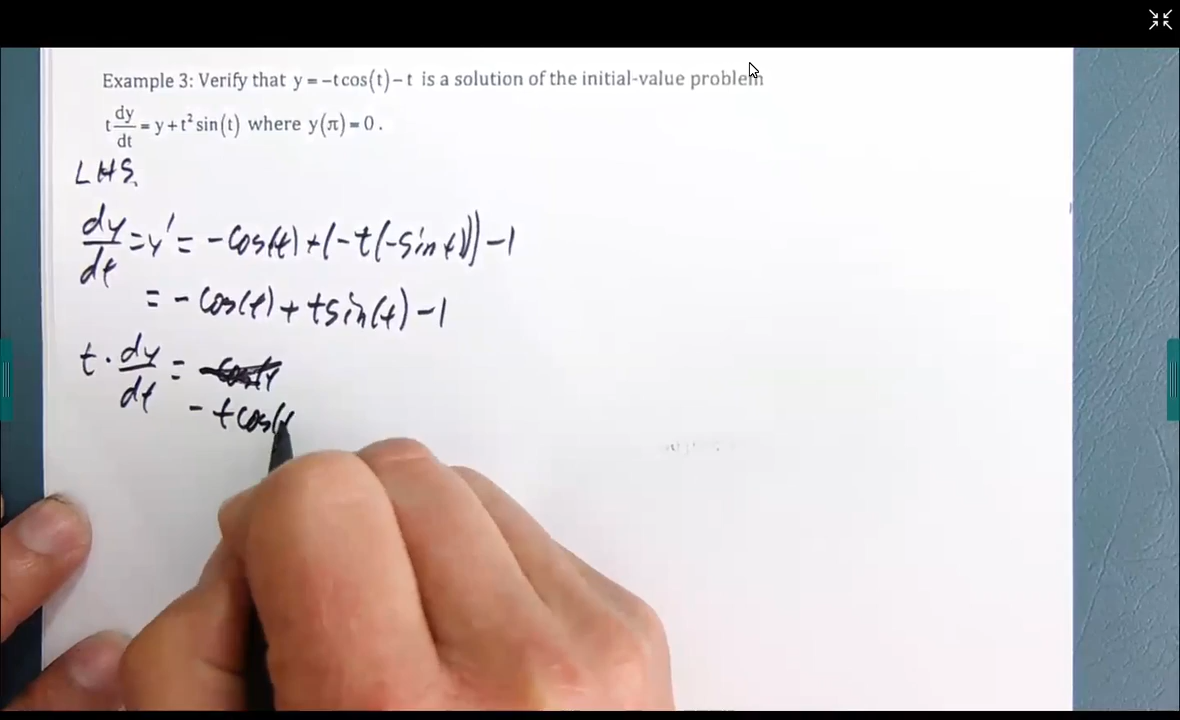 Example 3: Verify that y = −t cos(t) − t is a solution of the initial-value problem
t dy/dt = y + t² sin(t) where y(π) = 0.
LHS.
dy/dt = y' = -cos(t) + (-t(-sin t)) - 1
= -cos(t) + t sin(t) - 1
t · dy/dt =
- t cos(t